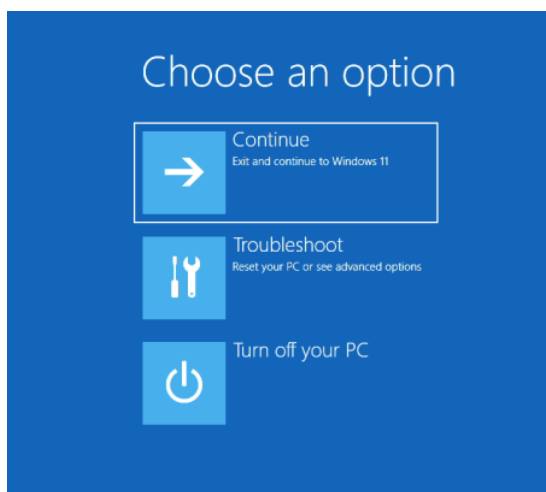 Choose an option
Continue
Exit and continue to Windows 11
Troubleshoot
Reset your PC or see advanced options
Turn off your PC